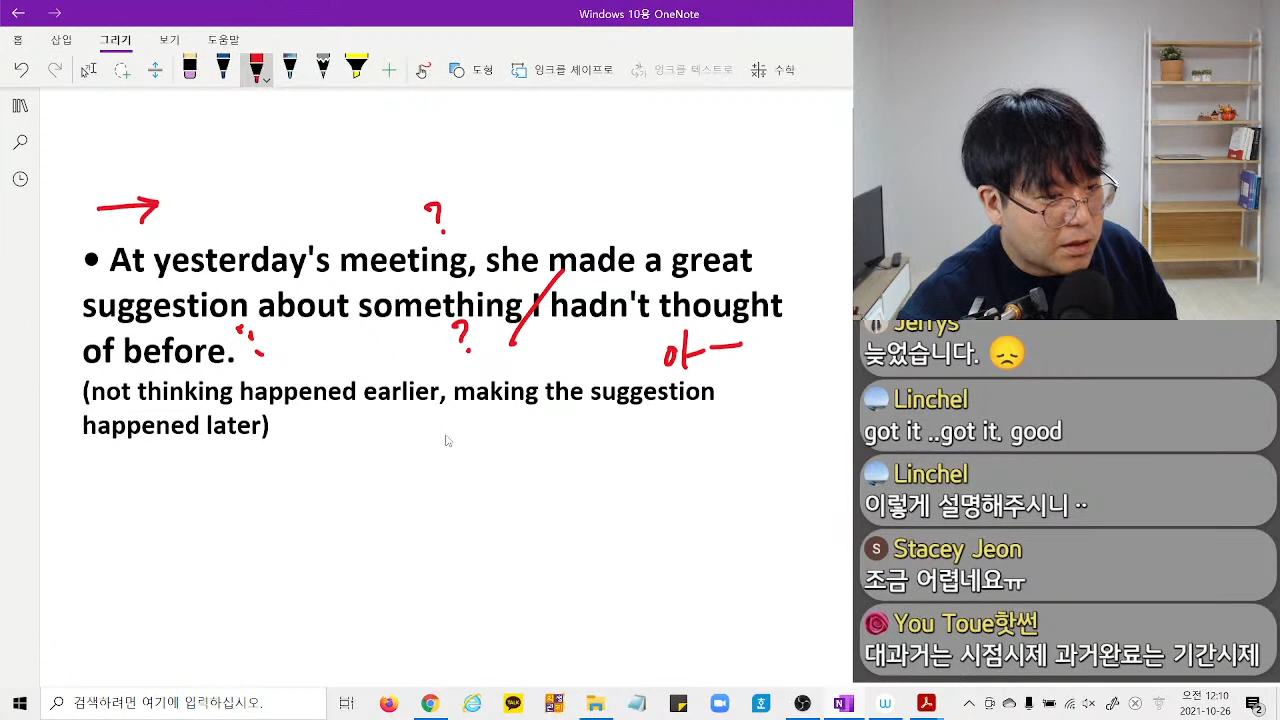 Windows 10용 OneNote
홈 삽입 그리기 보기 도움말
도형 잉크를 셰이프로 잉크를 텍스트로 수학
?
• At yesterday's meeting, she made a great
suggestion about something I hadn't thought
of before.
?
아
(not thinking happened earlier, making the suggestion
happened later)
Jerrys
늦었습니다. 😞
Linchel
got it ..got it. good
Linchel
이렇게 설명해주시니 ··
S Stacey Jeon
조금 어렵네요ㅠ
You Toue핫썬
대과거는 시점시제 과거완료는 기간시제
검색하려면 여기에 입력하십시오.
TALK
N
W
오전 11:10
2021-10-26
2